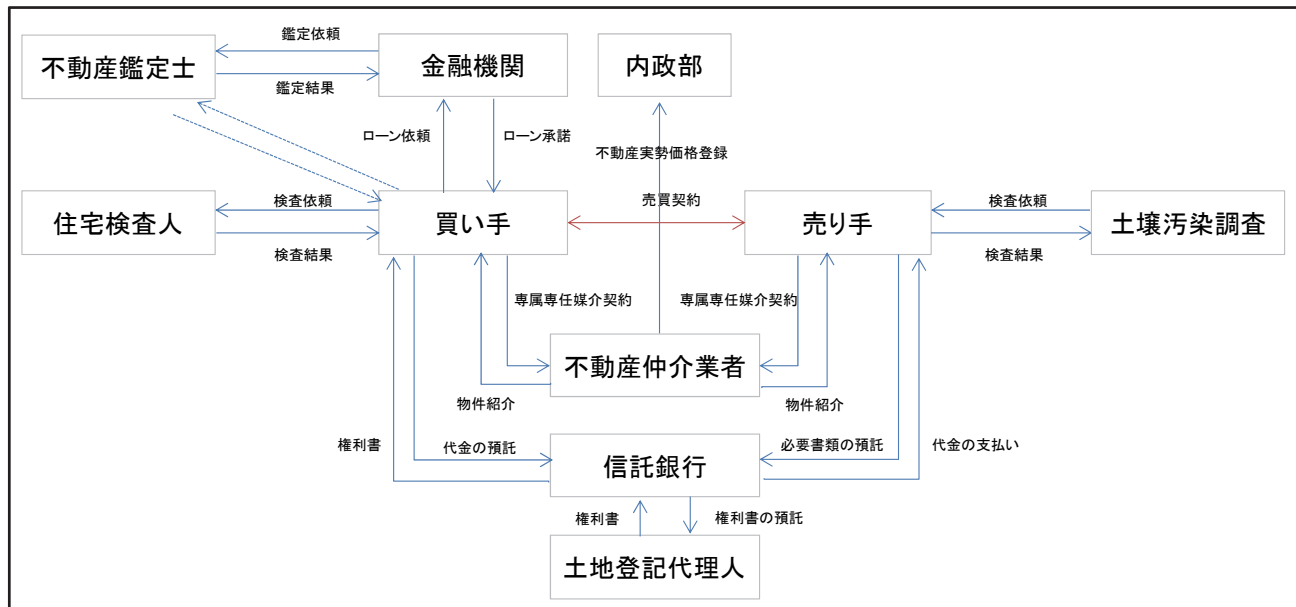 鑑定依頼
不動産鑑定士
金融機関
内政部
鑑定結果
ローン依頼
ローン承諾
不動産実勢価格登録
検査依頼
売買契約
検査依頼
住宅検査人
買い手
売り手
土壌汚染調査
検査結果
検査結果
専属専任媒介契約
専属専任媒介契約
不動産仲介業者
物件紹介
物件紹介
権利書
代金の預託
必要書類の預託
代金の支払い
信託銀行
権利書
権利書の預託
土地登記代理人